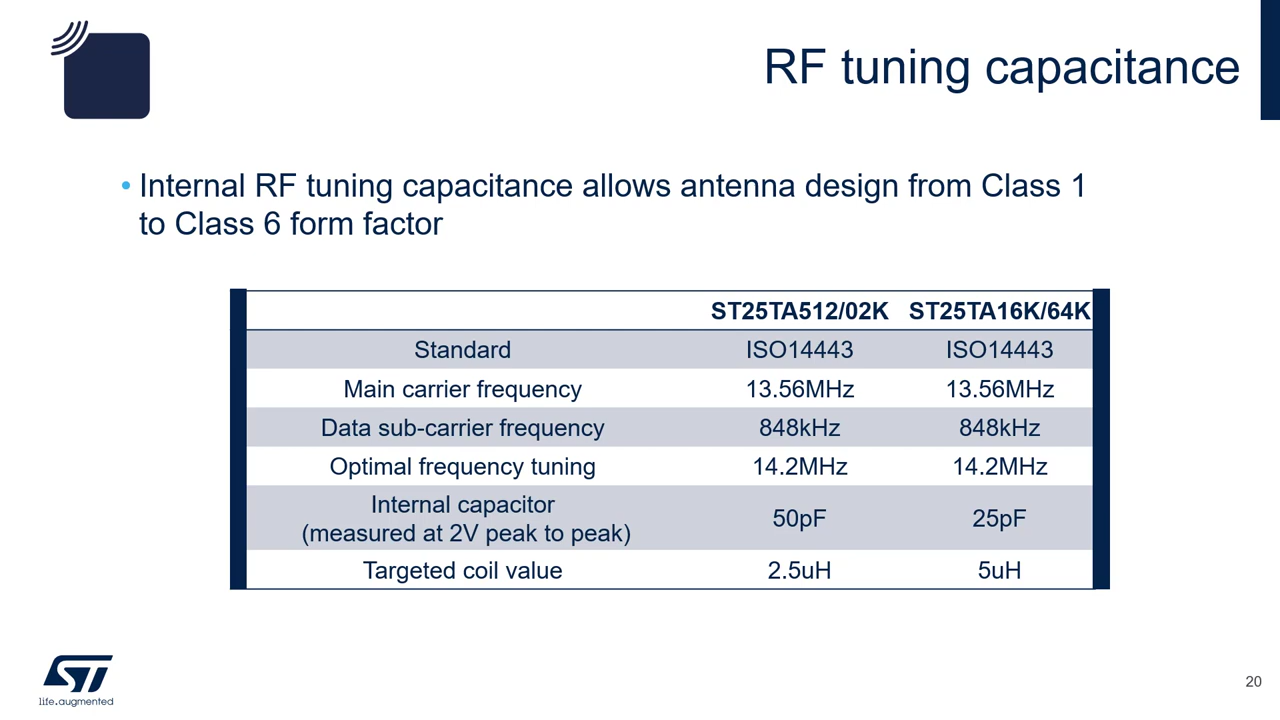 RF tuning capacitance
• Internal RF tuning capacitance allows antenna design from Class 1
to Class 6 form factor
ST25TA512/02K ST25TA16K/64K
Standard ISO14443 ISO14443
Main carrier frequency 13.56MHz 13.56MHz
Data sub-carrier frequency 848kHz 848kHz
Optimal frequency tuning 14.2MHz 14.2MHz
Internal capacitor
(measured at 2V peak to peak) 50pF 25pF
Targeted coil value 2.5uH 5uH
ST
life.augmented
20